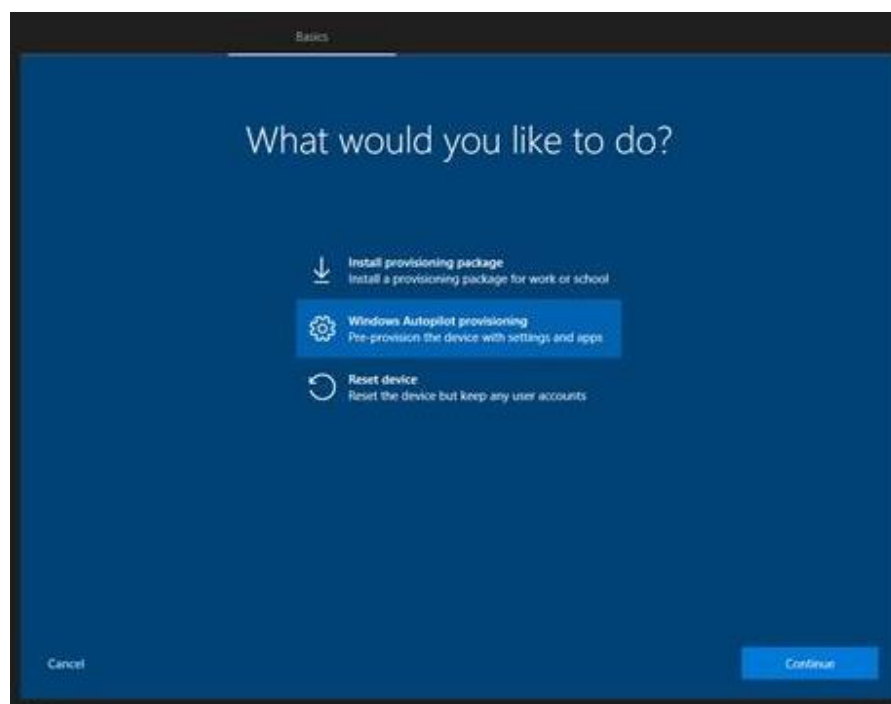 Basics
What would you like to do?
Install provisioning package
Install a provisioning package for work or school
Windows Autopilot provisioning
Pre-provision the device with settings and apps
Reset device
Reset the device but keep any user accounts
Cancel
Continue